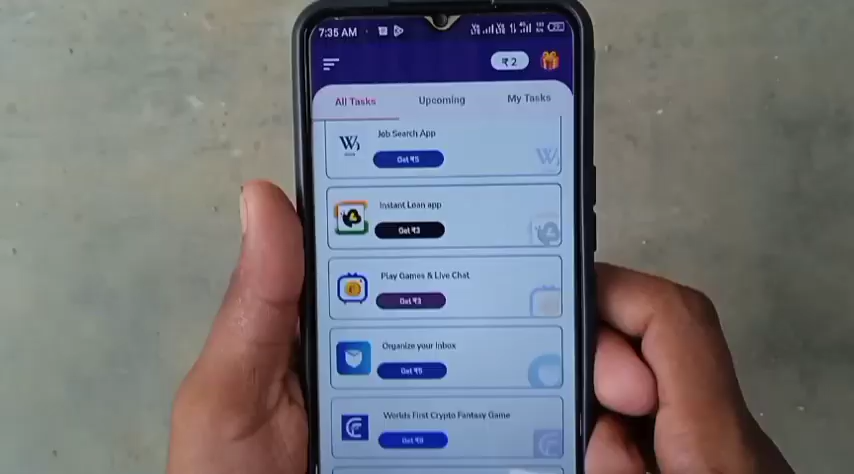 7:35 AM
₹ 2
All Tasks Upcoming My Tasks
Job Search App
Get ₹5
Instant Loan app
Get ₹3
Play Games & Live Chat
Get ₹3
Organize your Inbox
Get ₹5
Worlds First Crypto Fantasy Game